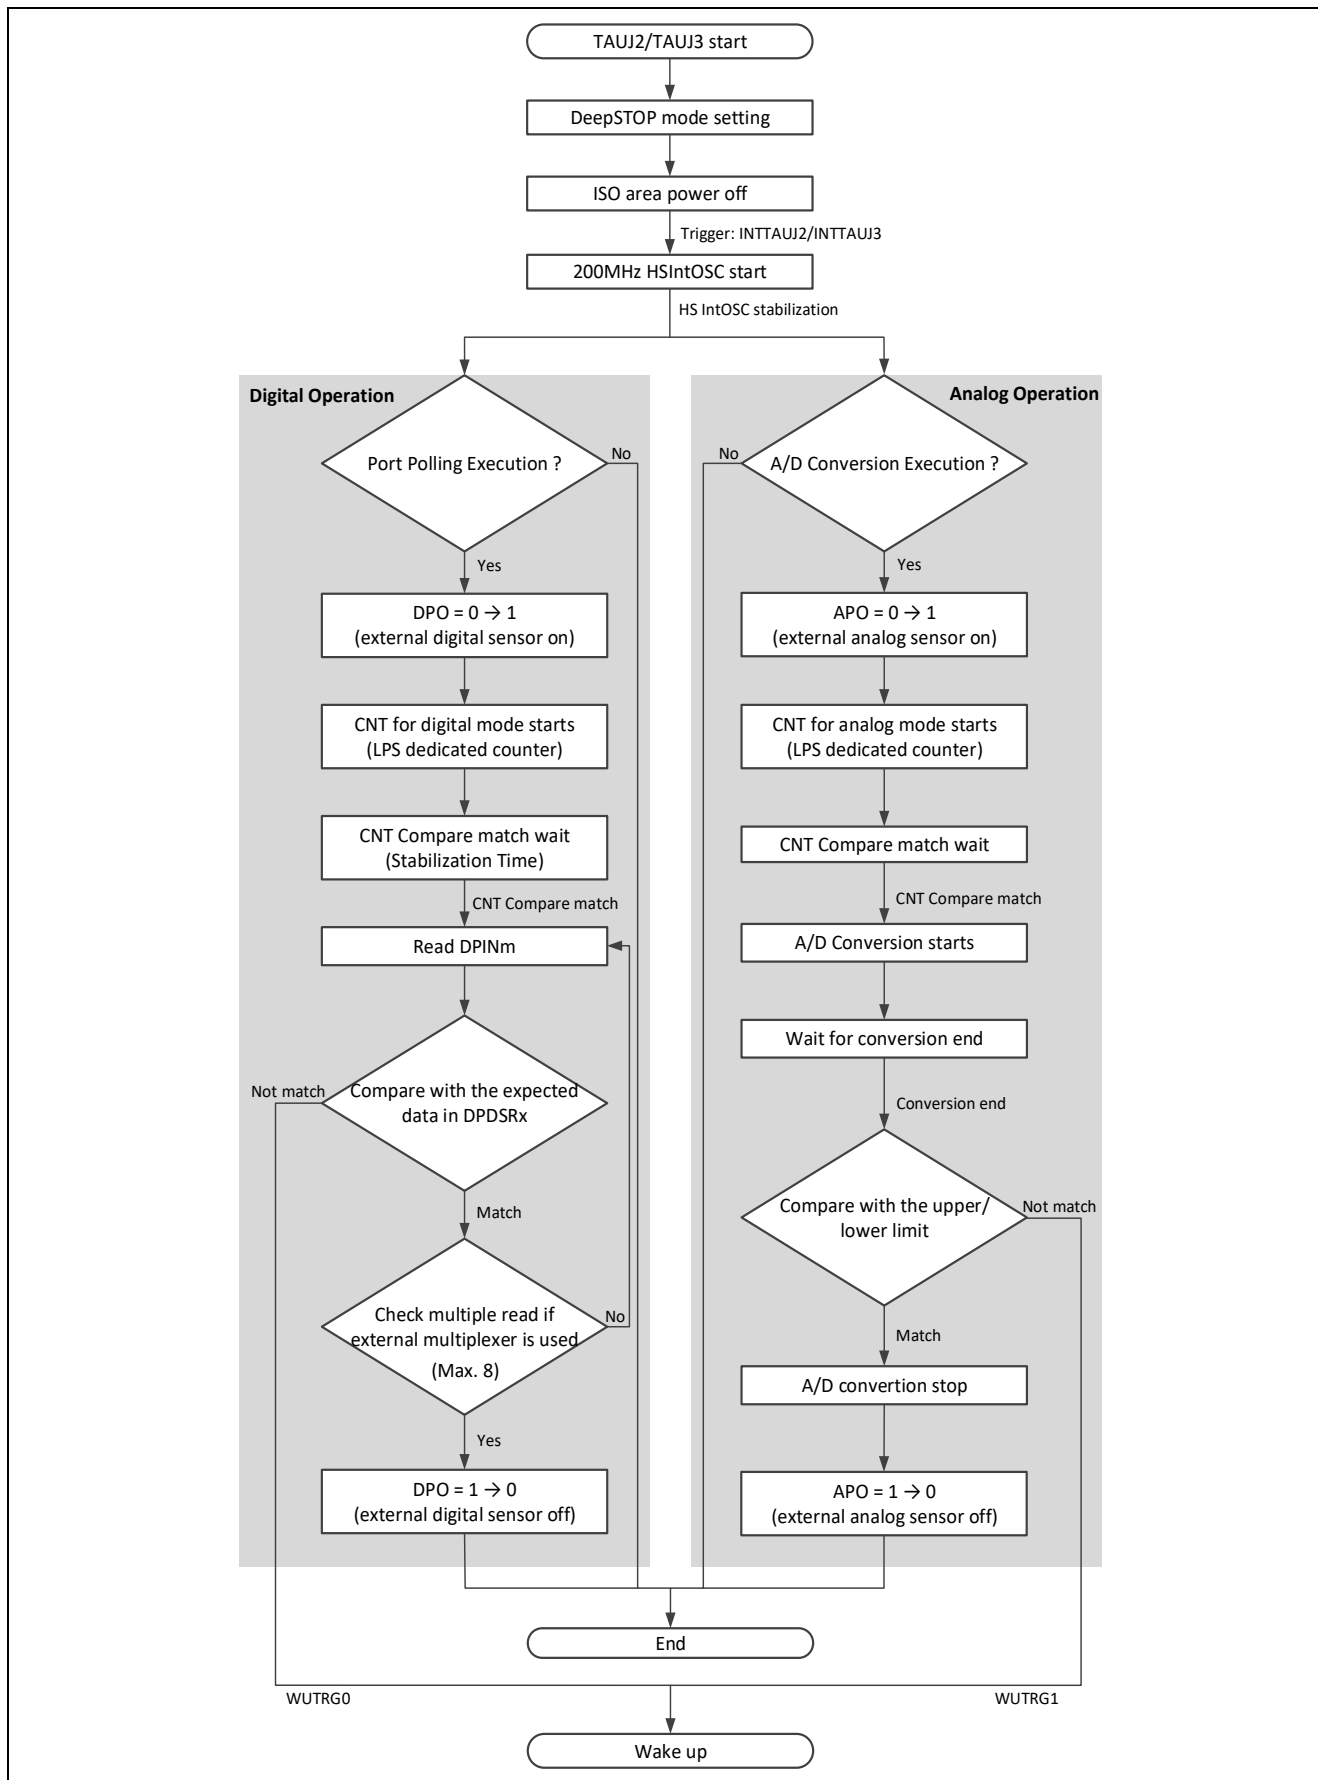 TAUJ2/TAUJ3 start
DeepSTOP mode setting
ISO area power off
Trigger: INTTAUJ2/INTTAUJ3
200MHz HSIntOSC start
HS IntOSC stabilization
Digital Operation
Port Polling Execution ?
No
Yes
DPO = 0 → 1
(external digital sensor on)
CNT for digital mode starts
(LPS dedicated counter)
CNT Compare match wait
(Stabilization Time)
CNT Compare match
Read DPINm
Not match
Compare with the expected
data in DPDSRx
Match
Check multiple read if
external multiplexer is used
(Max. 8)
No
Yes
DPO = 1 → 0
(external digital sensor off)
Analog Operation
No
A/D Conversion Execution ?
Yes
APO = 0 → 1
(external analog sensor on)
CNT for analog mode starts
(LPS dedicated counter)
CNT Compare match wait
CNT Compare match
A/D Conversion starts
Wait for conversion end
Conversion end
Compare with the upper/
lower limit
Not match
Match
A/D convertion stop
APO = 1 → 0
(external analog sensor off)
End
WUTRG0
WUTRG1
Wake up